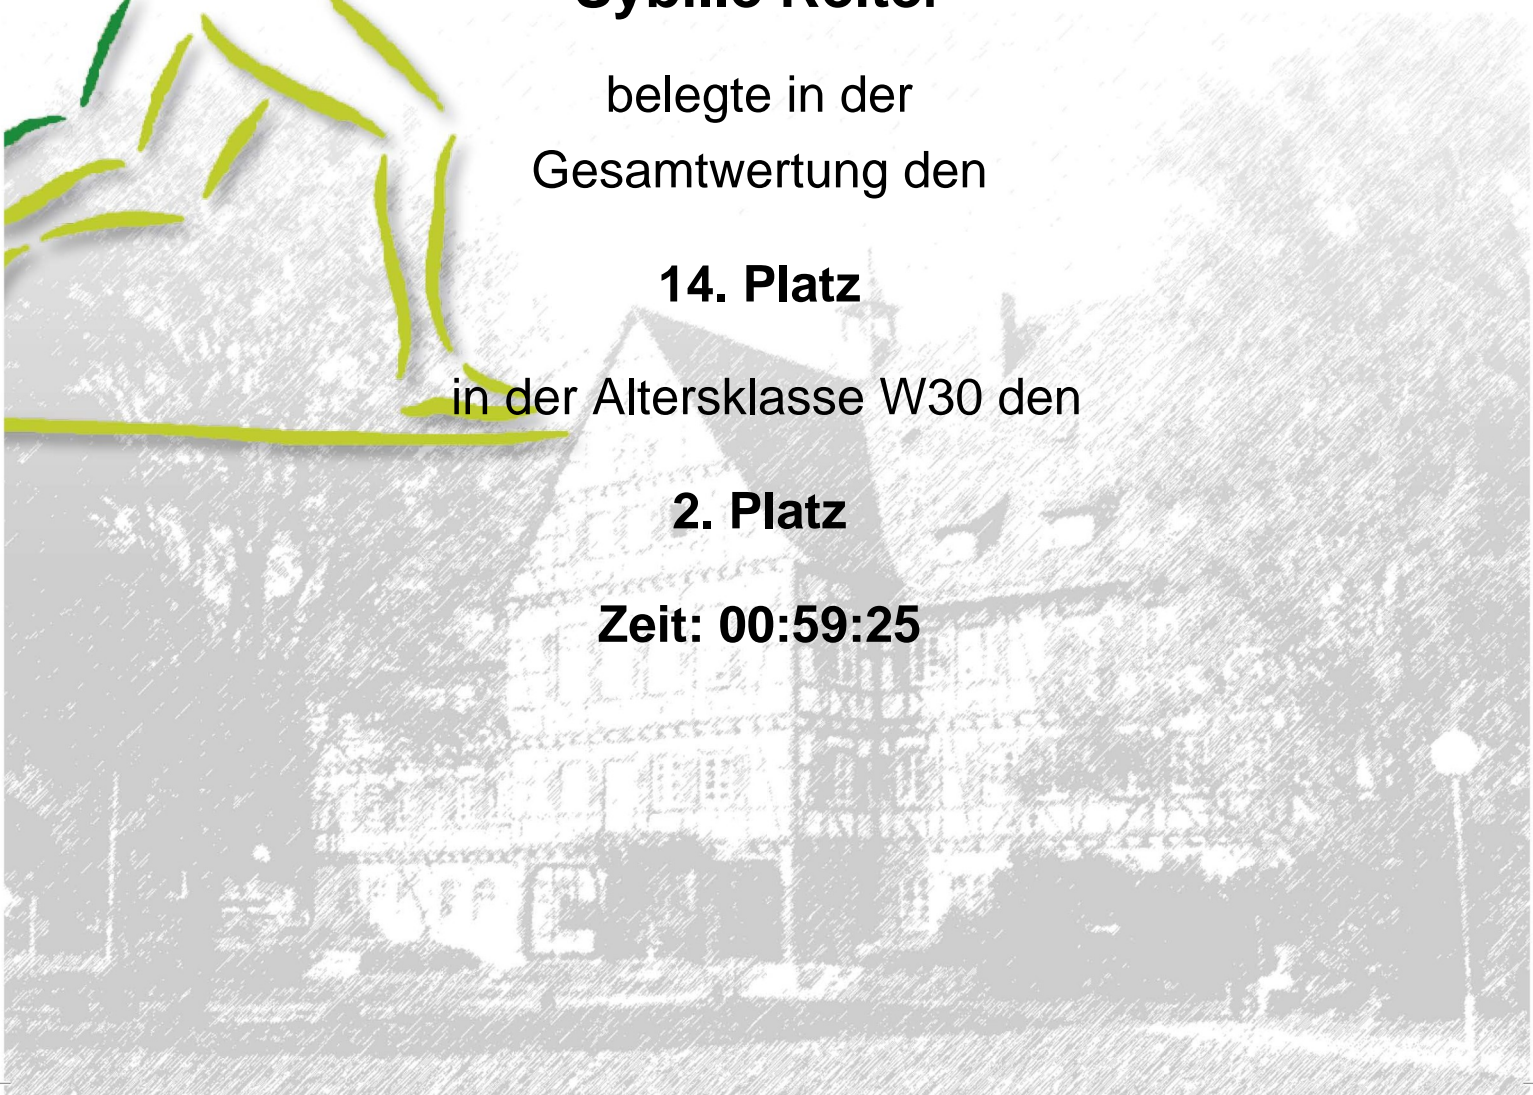 belegte in der
Gesamtwertung den
14. Platz
in der Altersklasse W30 den
2. Platz
Zeit: 00:59:25